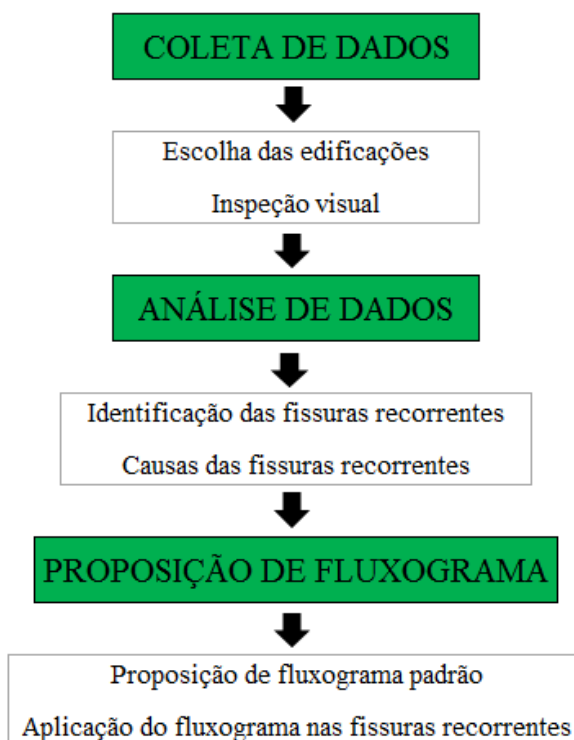 COLETA DE DADOS
Escolha das edificações
Inspeção visual
ANÁLISE DE DADOS
Identificação das fissuras recorrentes
Causas das fissuras recorrentes
PROPOSIÇÃO DE FLUXOGRAMA
Proposição de fluxograma padrão
Aplicação do fluxograma nas fissuras recorrentes